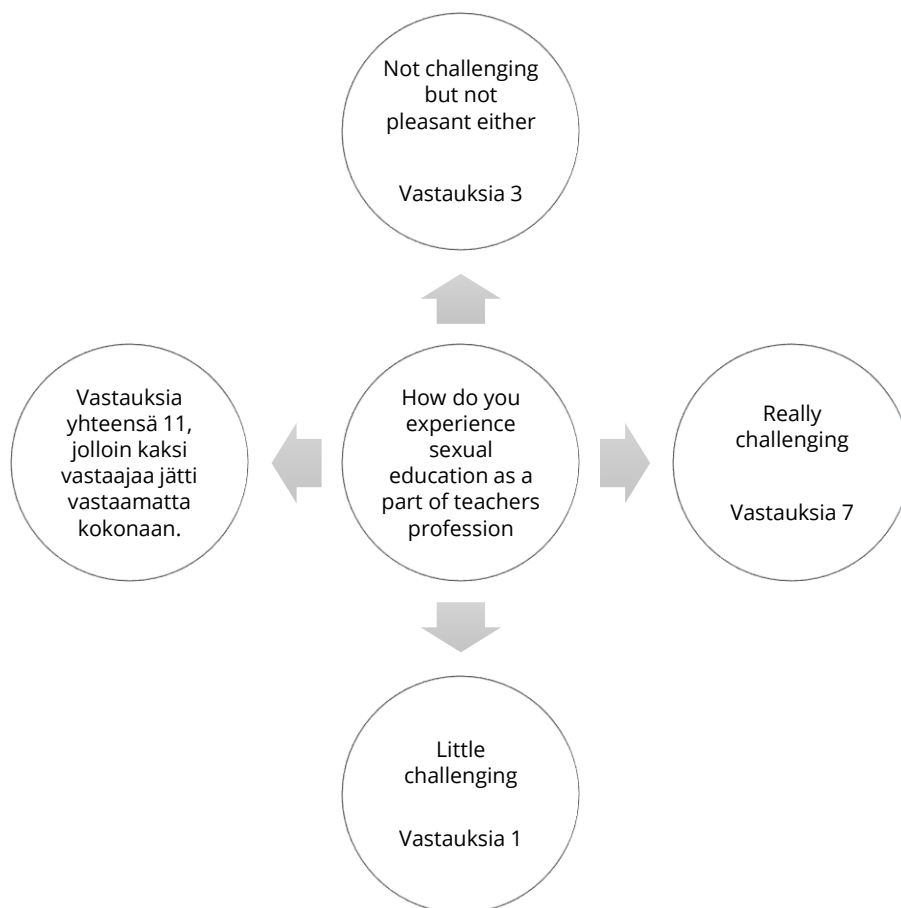 Not challenging
but not
pleasant either
Vastauksia 3
Vastauksia
yhteensä 11,
jolloin kaksi
vastaajaa jätti
vastaamatta
kokonaan.
How do you
experience
sexual
education as a
part of teachers
profession
Really
challenging
Vastauksia 7
Little
challenging
Vastauksia 1